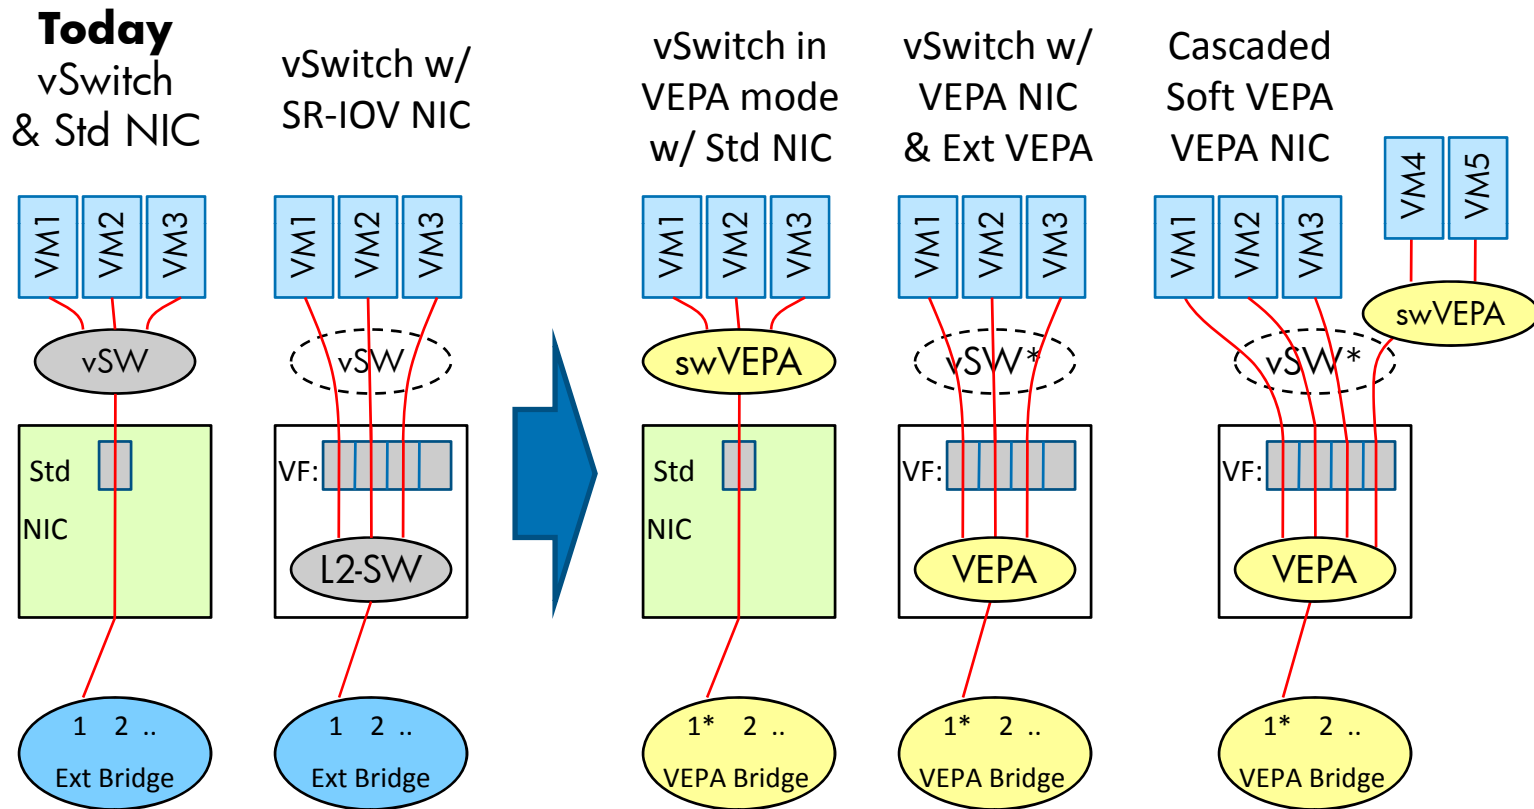 Today
vSwitch
& Std NIC
VM1
VM2
VM3
vSW
Std
NIC
1 2 ..
Ext Bridge
vSwitch w/
SR-IOV NIC
VM1
VM2
VM3
vSW
VF:
L2-SW
1 2 ..
Ext Bridge
vSwitch in
VEPA mode
w/ Std NIC
VM1
VM2
VM3
swVEPA
Std
NIC
1* 2 ..
VEPA Bridge
vSwitch w/
VEPA NIC
& Ext VEPA
VM1
VM2
VM3
vSW*
VF:
VEPA
1* 2 ..
VEPA Bridge
Cascaded
Soft VEPA
VEPA NIC
VM1
VM2
VM3
VM4
VM5
swVEPA
vSW*
VF:
VEPA
1* 2 ..
VEPA Bridge